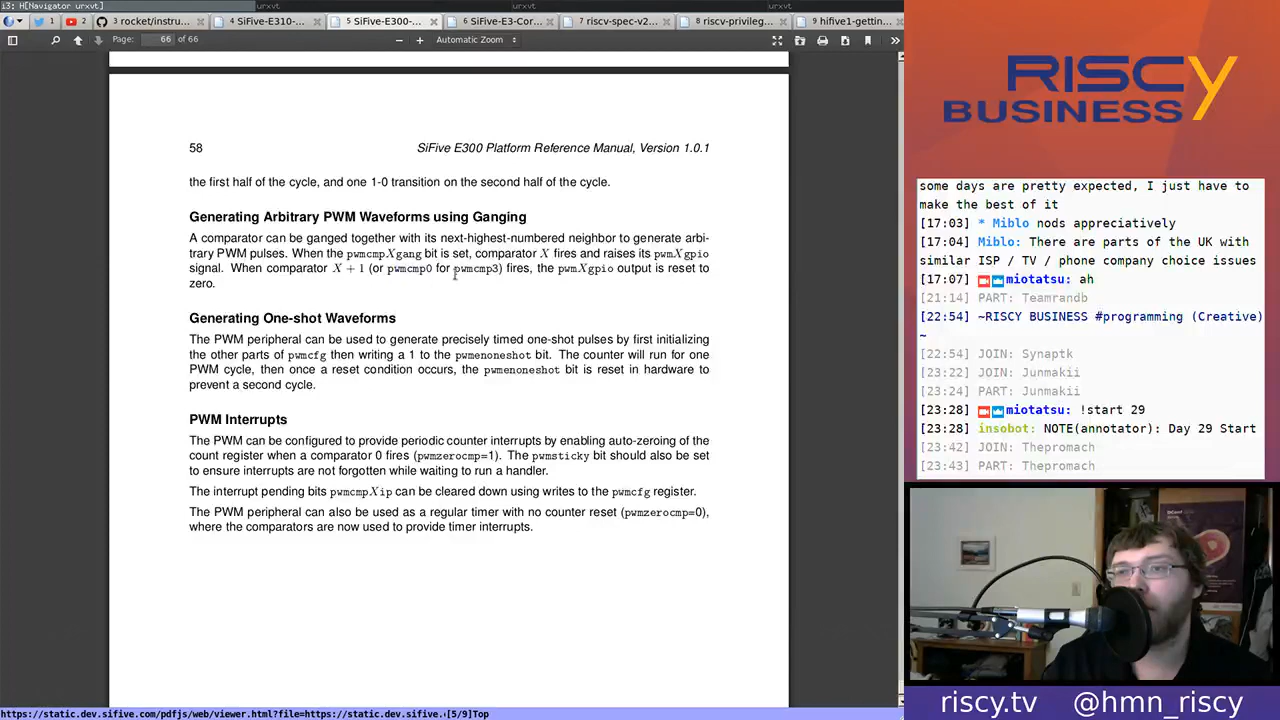 i3: H[Navigator urxvt]
urxvt
urxvt
urxvt
2
3 rocket/instru...
4 SiFive-E310-...
5 SiFive-E300-...
6 SiFive-E3-Cor...
7 riscv-spec-v2...
8 riscv-privileg...
9 hifive1-gettin...
Page: 66 of 66
Automatic Zoom
58
SiFive E300 Platform Reference Manual, Version 1.0.1
the first half of the cycle, and one 1-0 transition on the second half of the cycle.
Generating Arbitrary PWM Waveforms using Ganging
A comparator can be ganged together with its next-highest-numbered neighbor to generate arbi-
trary PWM pulses. When the pwmcmpXgang bit is set, comparator X fires and raises its pwmXgpio
signal. When comparator X + 1 (or pwmcmp0 for pwmcmp3) fires, the pwmXgpio output is reset to
zero.
Generating One-shot Waveforms
The PWM peripheral can be used to generate precisely timed one-shot pulses by first initializing
the other parts of pwmcfg then writing a 1 to the pwmenoneshot bit. The counter will run for one
PWM cycle, then once a reset condition occurs, the pwmenoneshot bit is reset in hardware to
prevent a second cycle.
PWM Interrupts
The PWM can be configured to provide periodic counter interrupts by enabling auto-zeroing of the
count register when a comparator 0 fires (pwmzerocmp=1). The pwmsticky bit should also be set
to ensure interrupts are not forgotten while waiting to run a handler.
The interrupt pending bits pwmcmpXip can be cleared down using writes to the pwmcfg register.
The PWM peripheral can also be used as a regular timer with no counter reset (pwmzerocmp=0),
where the comparators are now used to provide timer interrupts.
https://static.dev.sifive.com/pdfjs/web/viewer.html?file=https://static.dev.sifive.c[5/9]Top
RISCY
BUSINESS
some days are pretty expected, I just have to
make the best of it
[17:03] * Miblo nods appreciatively
[17:04] Miblo: There are parts of the UK with
similar ISP / TV / phone company choice issues
[17:07] miotatsu: ah
[21:14] PART: Teamrandb
[22:54] ~RISCY BUSINESS #programming (Creative)
~
[22:54] JOIN: Synaptk
[23:22] JOIN: Junmakii
[23:24] PART: Junmakii
[23:28] miotatsu: !start 29
[23:28] insobot: NOTE(annotator): Day 29 Start
[23:42] JOIN: Thepromach
[23:43] PART: Thepromach
riscy.tv @hmn_riscy